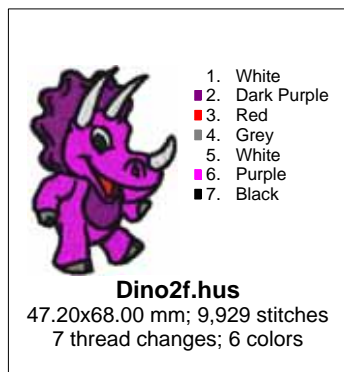 1. White
2. Dark Purple
3. Red
4. Grey
5. White
6. Purple
7. Black
Dino2f.hus
47.20x68.00 mm; 9,929 stitches
7 thread changes; 6 colors